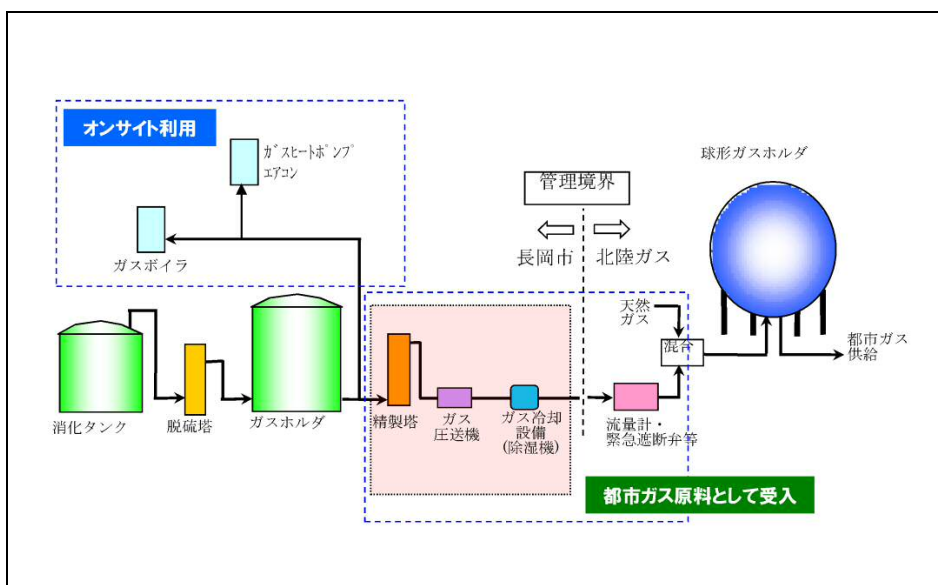 オンサイト利用
ガスヒートポンプ
エアコン
ガスボイラ
球形ガスホルダ
管理境界
長岡市
北陸ガス
天然
ガス
混合
都市ガス
供給
消化タンク
脱硫塔
ガスホルダ
精製塔
ガス
圧送機
ガス冷却
設備
(除湿機)
流量計・
緊急遮断弁等
都市ガス原料として受入